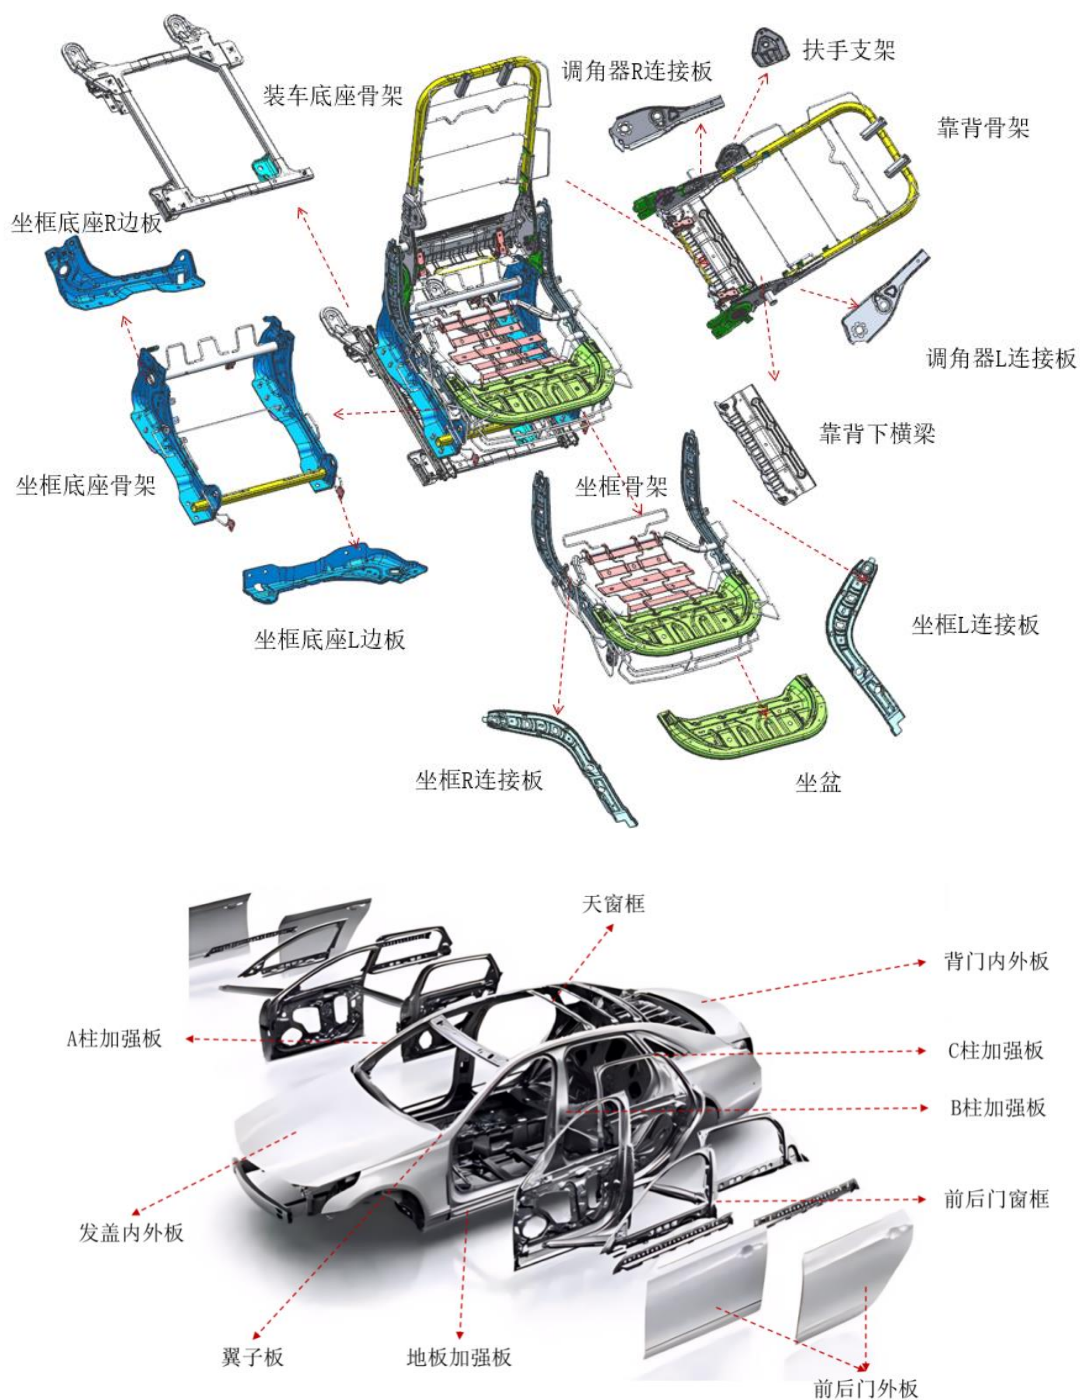 扶手支架
调角器R连接板
装车底座骨架
靠背骨架
坐框底座R边板
调角器L连接板
靠背下横梁
坐框底座骨架
坐框骨架
坐框L连接板
坐框底座L边板
坐框R连接板
坐盆
天窗框
背门内外板
A柱加强板
C柱加强板
B柱加强板
前后门窗框
发盖内外板
翼子板
地板加强板
前后门外板